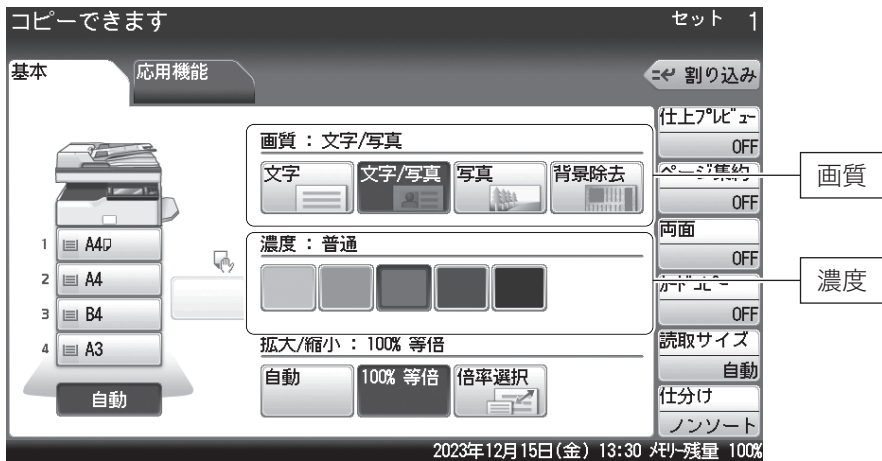 コピーできます
セット 1
基本
応用機能
割り込み
画質 : 文字/写真
文字
文字/写真
写真
背景除去
濃度 : 普通
拡大/縮小 : 100% 等倍
自動
100% 等倍
倍率選択
1 A4
2 A4
3 B4
4 A3
自動
仕上プレビュー
OFF
ページ集約
OFF
両面
OFF
カードコピー
OFF
読取サイズ
自動
仕分け
ノンソート
画質
濃度
2023年12月15日(金) 13:30 メモリー残量 100%